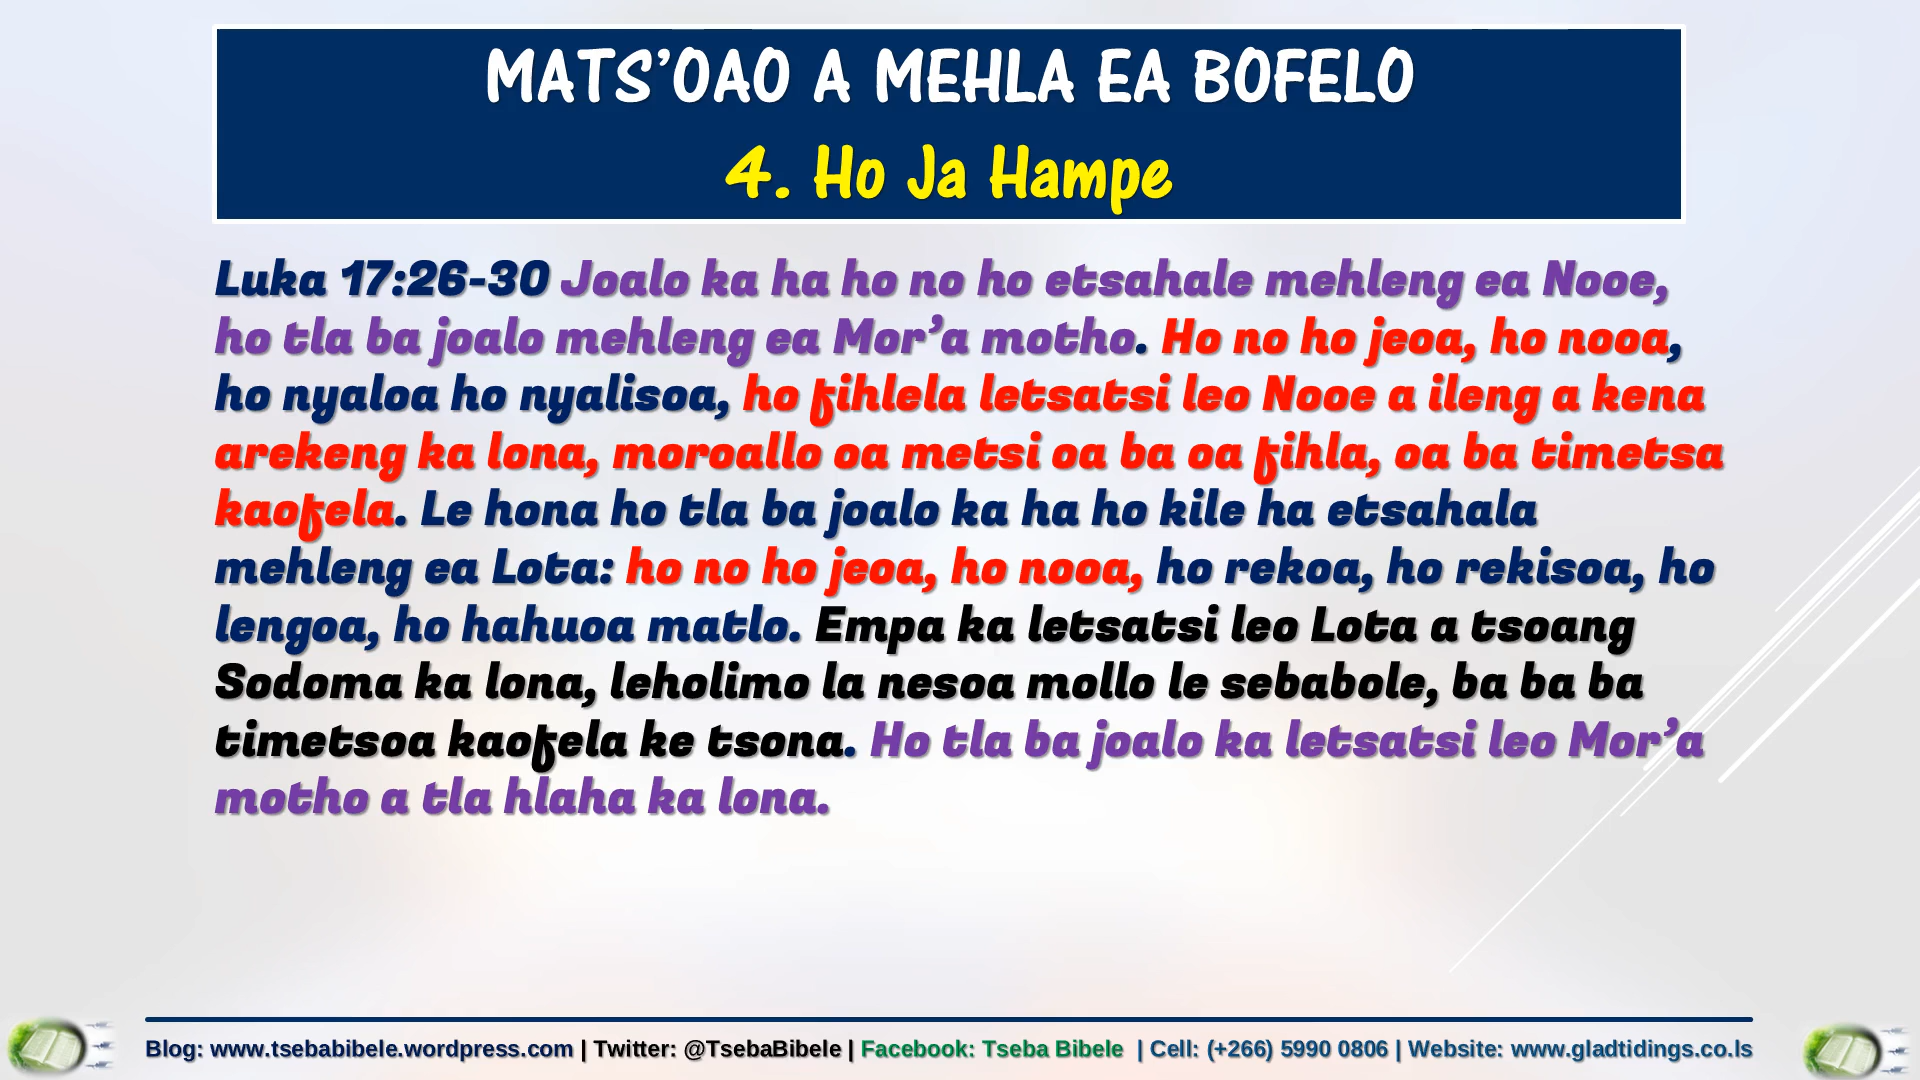 MATS’OAO A MEHLA EA BOFELO
4. Ho Ja Hampe
Luka 17:26-30 Joalo ka ha ho no ho etsahale mehleng ea Nooe,
ho tla ba joalo mehleng ea Mor’a motho. Ho no ho jeoa, ho nooa,
ho nyaloa ho nyalisoa, ho fihlela letsatsi leo Nooe a ileng a kena
arekeng ka lona, moroallo oa metsi oa ba oa fihla, oa ba timetsa
kaofela. Le hona ho tla ba joalo ka ha ho kile ha etsahala
mehleng ea Lota: ho no ho jeoa, ho nooa, ho rekoa, ho rekisoa, ho
lengoa, ho hahuoa matlo. Empa ka letsatsi leo Lota a tsoang
Sodoma ka lona, leholimo la nesoa mollo le sebabole, ba ba ba
timetsoa kaofela ke tsona. Ho tla ba joalo ka letsatsi leo Mor’a
motho a tla hlaha ka lona.
Blog: www.tsebabibele.wordpress.com | Twitter: @TsebaBibele | Facebook: Tseba Bibele | Cell: (+266) 5990 0806 | Website: www.gladtidings.co.ls